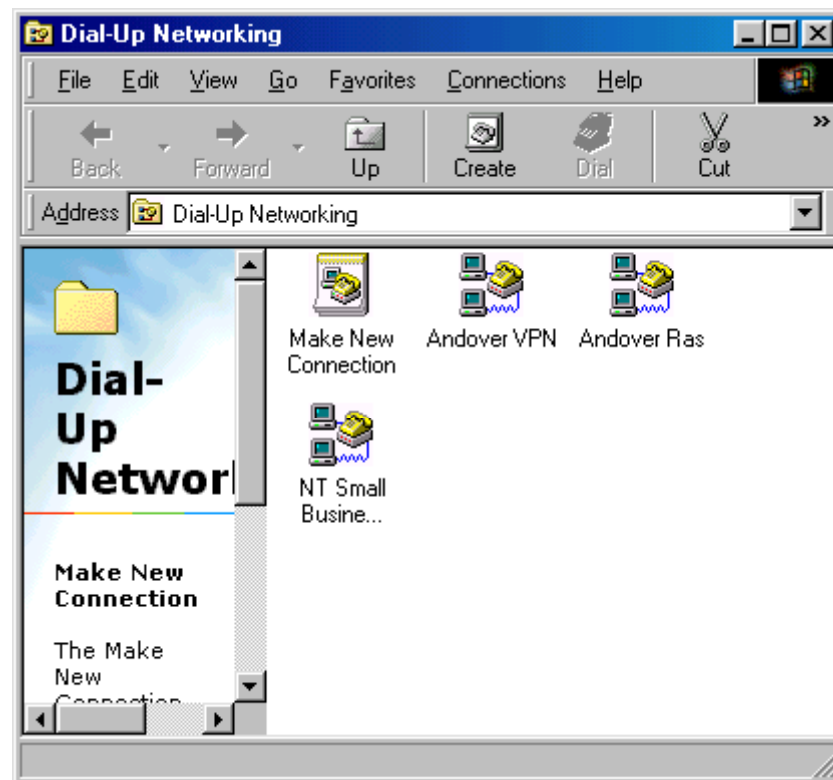 Dial-Up Networking
File Edit View Go Favorites Connections Help
Back Forward Up Create Dial Cut »
Address Dial-Up Networking
Dial-
Up
Networ
Make New
Connection
The Make
New
Connection
Make New
Connection
Andover VPN
Andover Ras
NT Small
Busine...